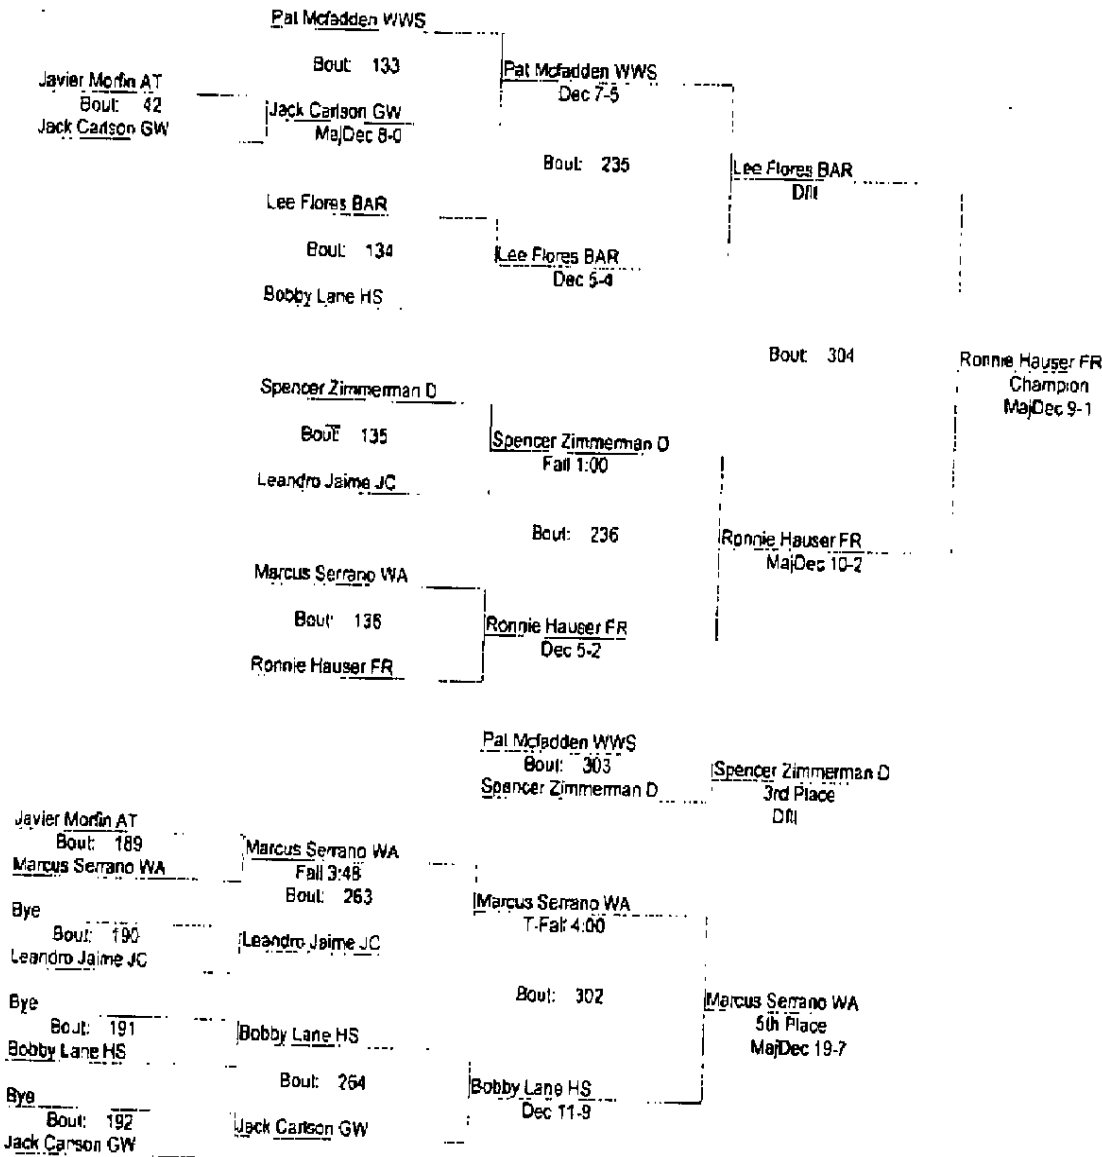 Pat Mcfadden WWS
Bout: 133
Javier Morfin AT
Bout: 42
Jack Carlson GW
Jack Carlson GW
MajDec 8-0
Pat Mcfadden WWS
Dec 7-5
Bout: 235
Lee Flores BAR
Dflt
Lee Flores BAR
Bout: 134
Bobby Lane HS
Lee Flores BAR
Dec 5-4
Bout: 304
Ronnie Hauser FR
Champion
MajDec 9-1
Spencer Zimmerman D
Bout: 135
Leandro Jaime JC
Spencer Zimmerman D
Fall 1:00
Bout: 236
Ronnie Hauser FR
MajDec 10-2
Marcus Serrano WA
Bout: 136
Ronnie Hauser FR
Ronnie Hauser FR
Dec 5-2
Pat Mcfadden WWS
Bout: 303
Spencer Zimmerman D
Spencer Zimmerman D
3rd Place
Dflt
Javier Morfin AT
Bout: 189
Marcus Serrano WA
Marcus Serrano WA
Fall 3:48
Bout: 263
Bye
Bout: 190
Leandro Jaime JC
Leandro Jaime JC
Marcus Serrano WA
T-Fall 4:00
Bout: 302
Marcus Serrano WA
5th Place
MajDec 19-7
Bye
Bout: 191
Bobby Lane HS
Bobby Lane HS
Bout: 264
Bobby Lane HS
Dec 11-9
Bye
Bout: 192
Jack Carlson GW
Jack Carlson GW